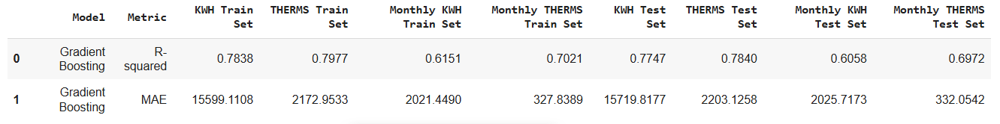 Model Metric KWH Train Set THERMS Train Set Monthly KWH Train Set Monthly THERMS Train Set KWH Test Set THERMS Test Set Monthly KWH Test Set Monthly THERMS Test Set
0 Gradient Boosting R-squared 0.7838 0.7977 0.6151 0.7021 0.7747 0.7840 0.6058 0.6972
1 Gradient Boosting MAE 15599.1108 2172.9533 2021.4490 327.8389 15719.8177 2203.1258 2025.7173 332.0542